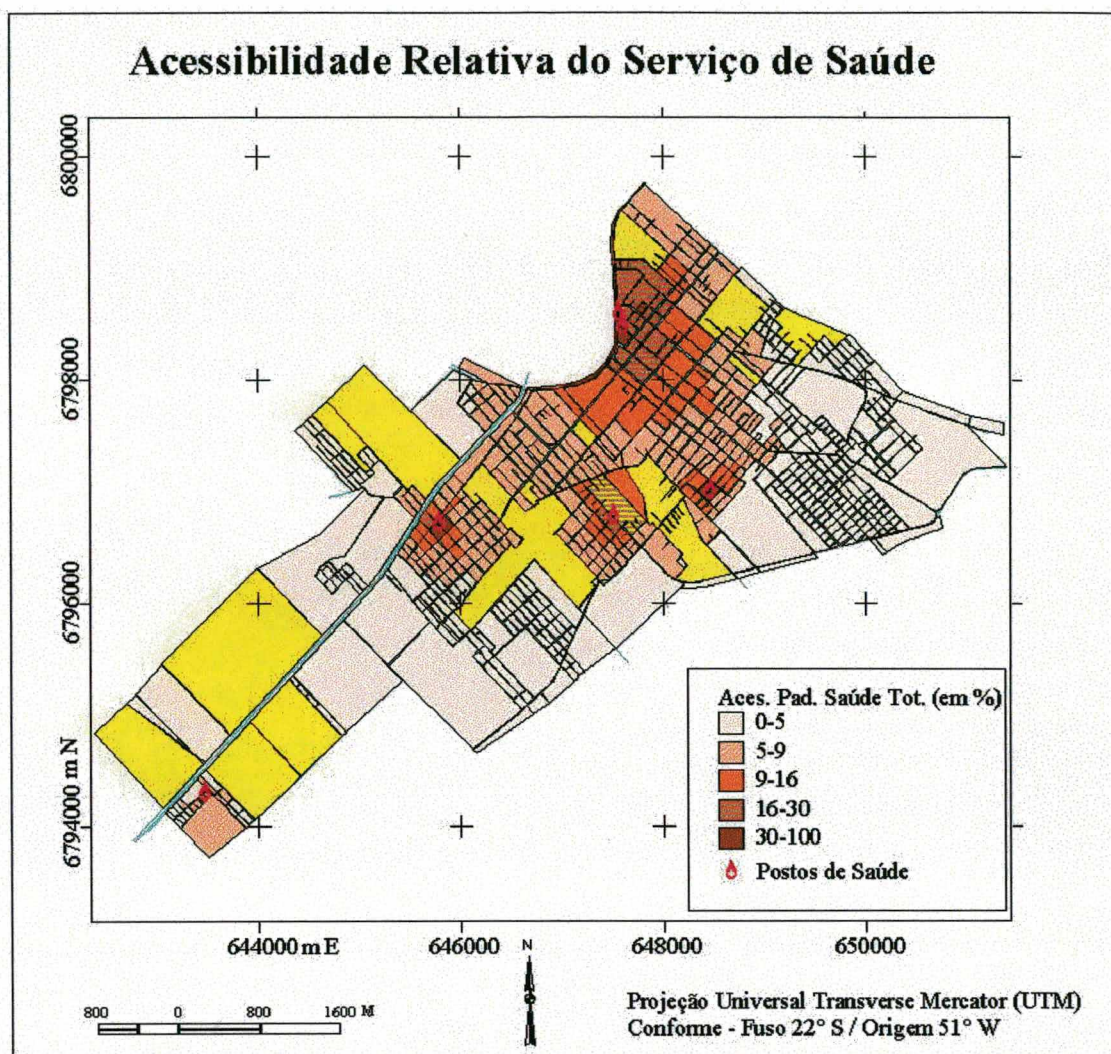 Acessibilidade Relativa do Serviço de Saúde
6800000
6798000
6796000
6794000 m N
Aces. Pad. Saúde Tot. (em %)
0-5
5-9
9-16
16-30
30-100
Postos de Saúde
644000 m E
646000
648000
650000
N
800
0
800
1600 M
Projeção Universal Transverse Mercator (UTM)
Conforme - Fuso 22° S / Origem 51° W